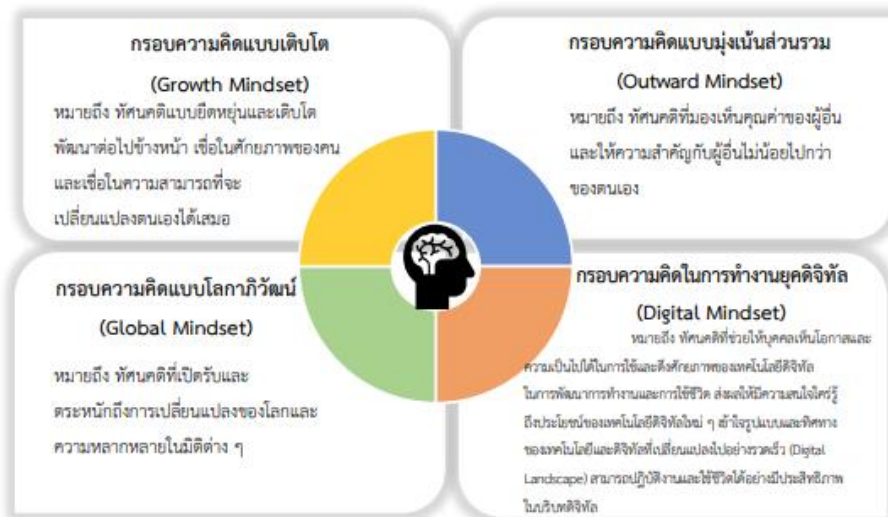 กรอบความคิดแบบเติบโต
(Growth Mindset)
หมายถึง ทัศนคติแบบยืดหยุ่นและเติบโต
พัฒนาต่อไปข้างหน้า เชื่อในศักยภาพของคน
และเชื่อในความสามารถที่จะ
เปลี่ยนแปลงตนเองได้เสมอ
กรอบความคิดแบบมุ่งเน้นส่วนรวม
(Outward Mindset)
หมายถึง ทัศนคติที่มองเห็นคุณค่าของผู้อื่น
และให้ความสำคัญกับผู้อื่นไม่น้อยไปกว่า
ของตนเอง
กรอบความคิดแบบโลกาภิวัฒน์
(Global Mindset)
หมายถึง ทัศนคติที่เปิดรับและ
ตระหนักถึงการเปลี่ยนแปลงของโลกและ
ความหลากหลายในมิติต่าง ๆ
กรอบความคิดในการทำงานยุคดิจิทัล
(Digital Mindset)
หมายถึง ทัศนคติที่ช่วยให้บุคคลเห็นโอกาสและ
ความเป็นไปได้ในการใช้และดึงศักยภาพของเทคโนโลยีดิจิทัล
ในการพัฒนาการทำงานและการใช้ชีวิต ส่งผลให้มีความสนใจใคร่รู้
ถึงประโยชน์ของเทคโนโลยีดิจิทัลใหม่ ๆ เข้าใจรูปแบบและทิศทาง
ของเทคโนโลยีและดิจิทัลที่เปลี่ยนแปลงไปอย่างรวดเร็ว (Digital
Landscape) สามารถปฏิบัติงานและใช้ชีวิตได้อย่างมีประสิทธิภาพ
ในบริบทดิจิทัล